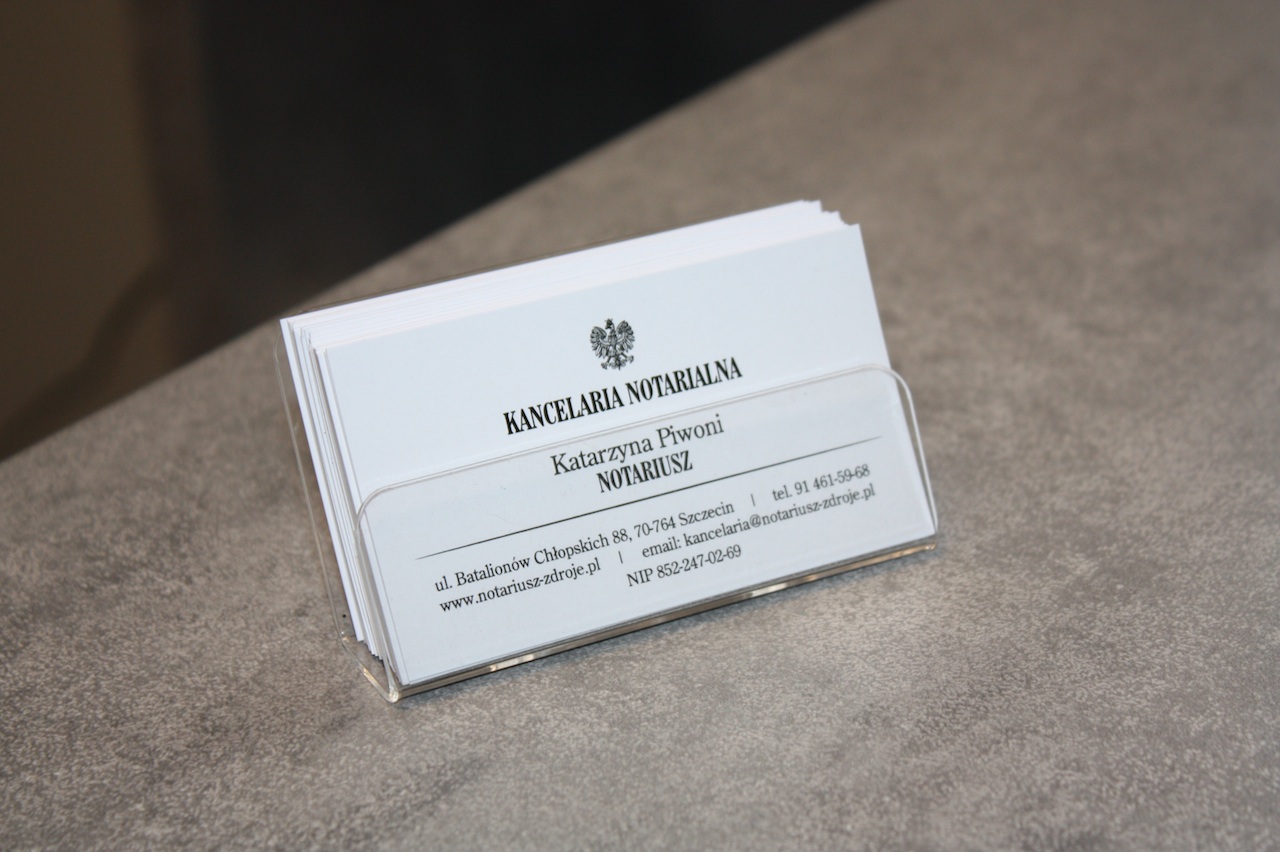 KANCELARIA NOTARIALNA
Katarzyna Piwoni
NOTARIUSZ
ul. Batalionów Chłopskich 88, 70-764 Szczecin | tel. 91 461-59-68
www.notariusz-zdroje.pl | email: kancelaria@notariusz-zdroje.pl
NIP 852-247-02-69